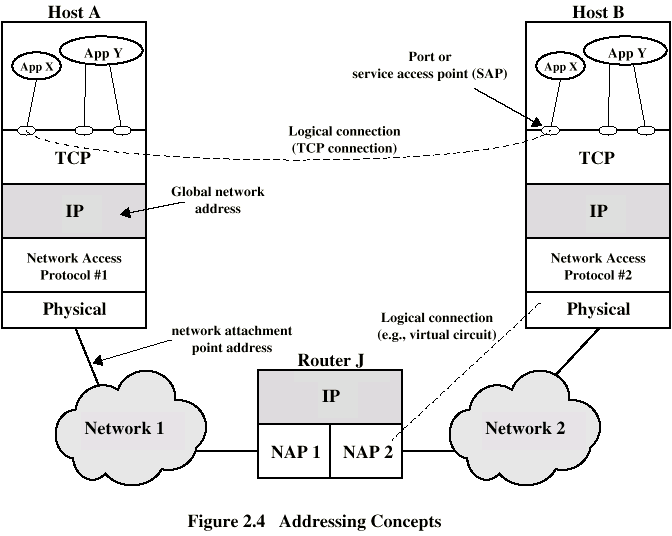 Host A
Host B
App X
App Y
App X
App Y
Port or
service access point (SAP)
Logical connection
(TCP connection)
TCP
TCP
Global network
address
IP
IP
Network Access
Protocol #1
Network Access
Protocol #2
Physical
Physical
Logical connection
(e.g., virtual circuit)
network attachment
point address
Router J
IP
Network 1
Network 2
NAP 1
NAP 2
Figure 2.4 Addressing Concepts